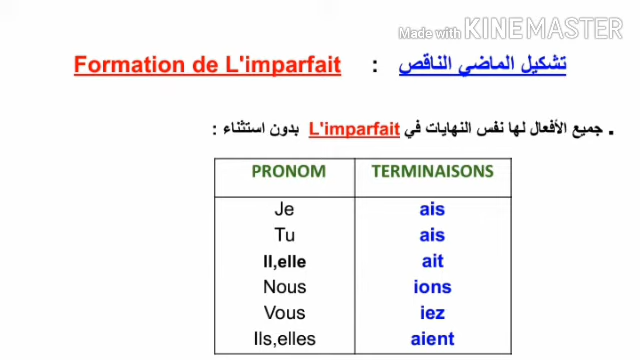 Made with KINEMASTER
تشكيل الماضي الناقص : Formation de L'imparfait
. جميع الأفعال لها نفس النهايات في L'imparfait بدون استثناء :
PRONOM TERMINAISONS
Je ais
Tu ais
Il,elle ait
Nous ions
Vous iez
Ils,elles aient